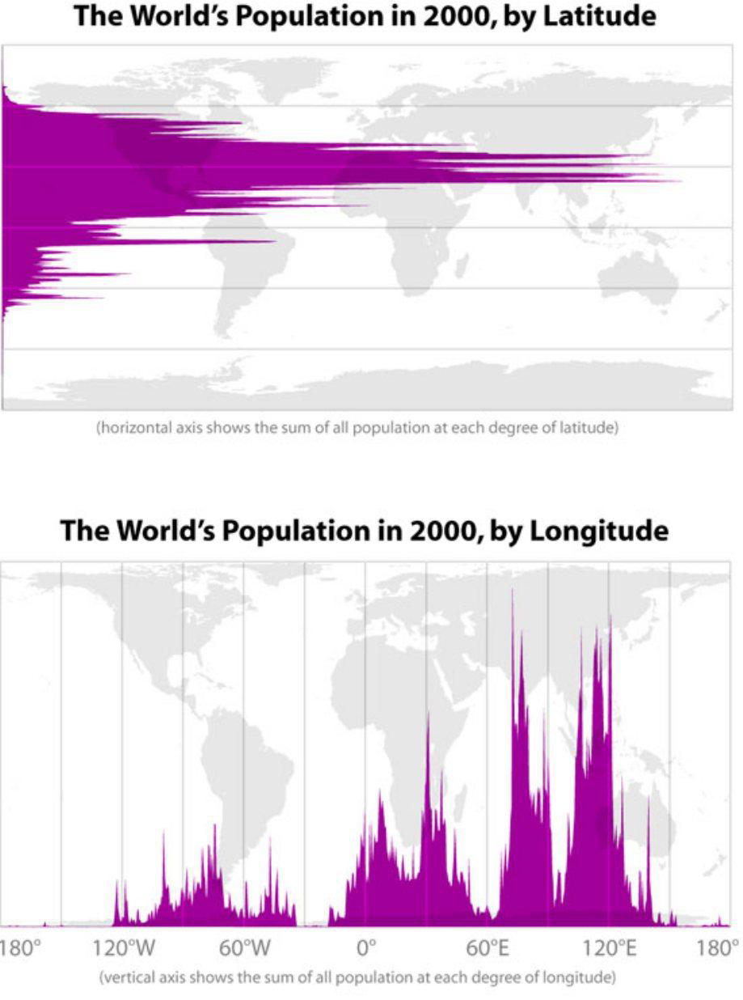 The World's Population in 2000, by Latitude
(horizontal axis shows the sum of all population at each degree of latitude)
The World's Population in 2000, by Longitude
180° 120°W 60°W 0° 60°E 120°E 180°
(vertical axis shows the sum of all population at each degree of longitude)